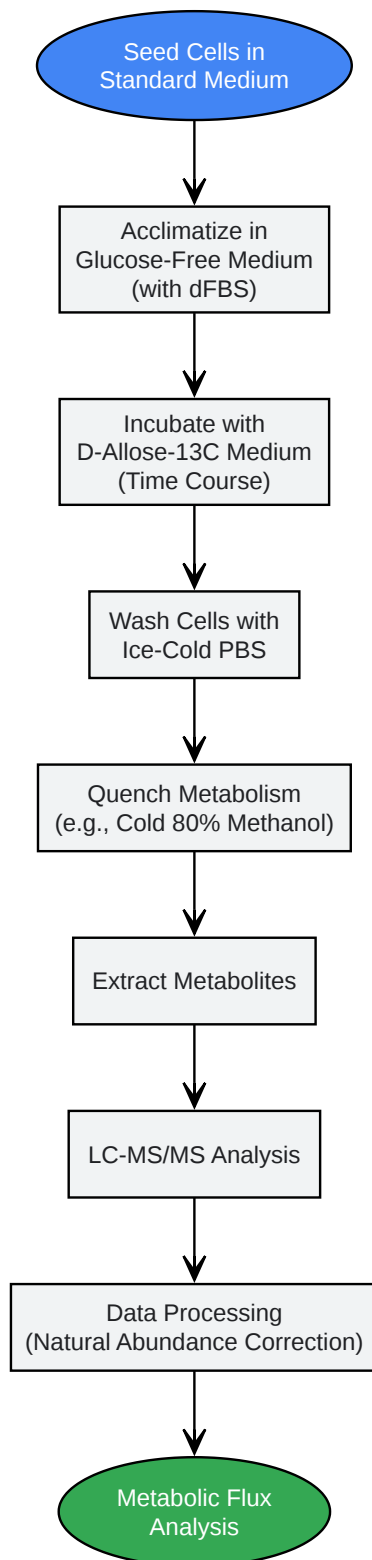 Seed Cells in
Standard Medium
Acclimatize in
Glucose-Free Medium
(with dFBS)
Incubate with
D-Allose-13C Medium
(Time Course)
Wash Cells with
Ice-Cold PBS
Quench Metabolism
(e.g., Cold 80% Methanol)
Extract Metabolites
LC-MS/MS Analysis
Data Processing
(Natural Abundance Correction)
Metabolic Flux
Analysis